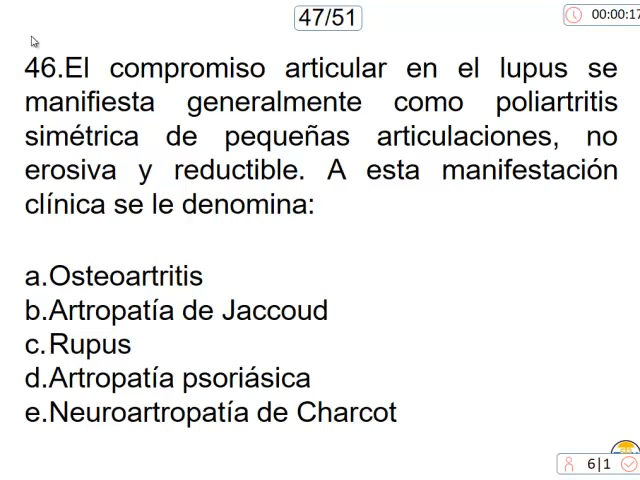 47/51
00:00:17
46.El compromiso articular en el lupus se
manifiesta generalmente como poliartritis
simétrica de pequeñas articulaciones, no
erosiva y reductible. A esta manifestación
clínica se le denomina:
a.Osteoartritis
b.Artropatía de Jaccoud
c.Rupus
d.Artropatía psoriásica
e.Neuroartropatía de Charcot
6|1